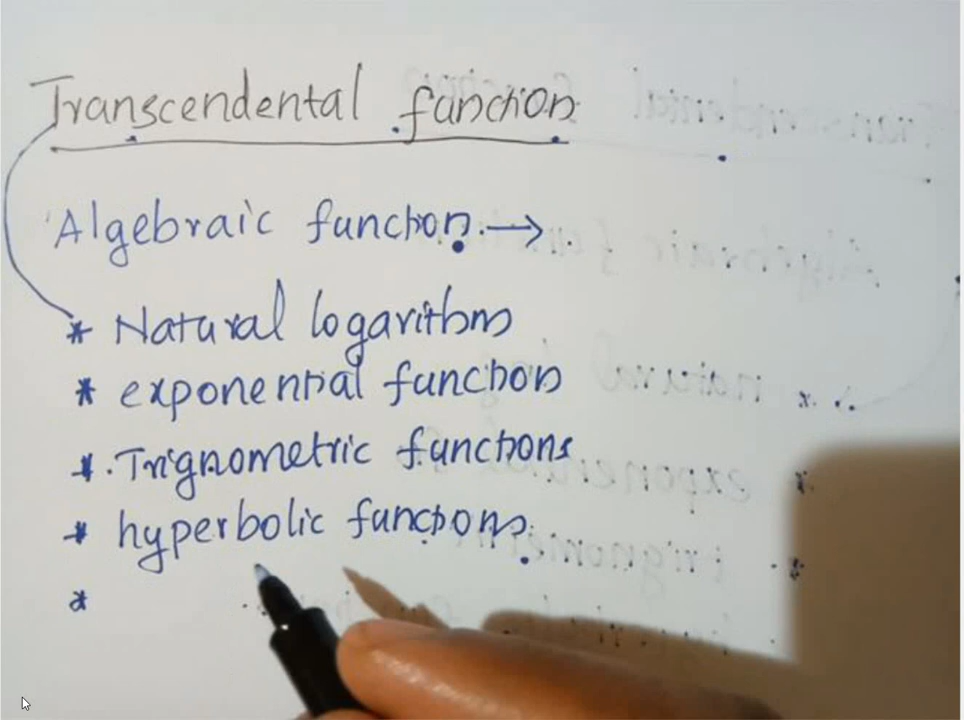 Transcendental function
Algebraic function →
* Natural logarithms
* exponential function
* Trignometric functions
* hyperbolic functions
*